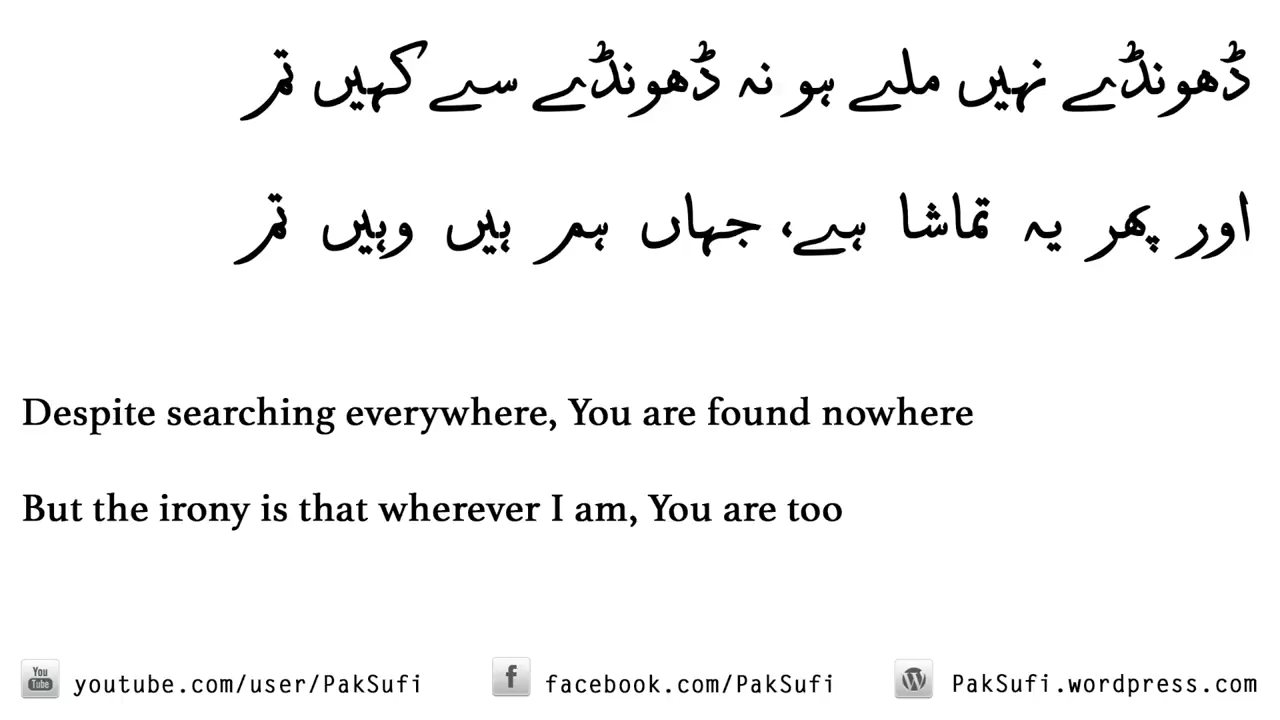 ڈھونڈے نہیں ملے ہو نہ ڈھونڈے سے کہیں تم
اور پھر یہ تماشا ہے، جہاں ہم ہیں وہیں تم
Despite searching everywhere, You are found nowhere
But the irony is that wherever I am, You are too
You Tube youtube.com/user/PakSufi f facebook.com/PakSufi W PakSufi.wordpress.com